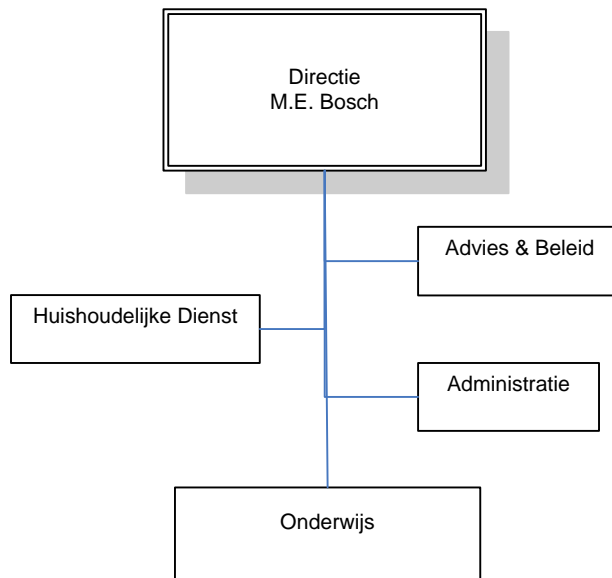 Directie
M.E. Bosch
Advies & Beleid
Huishoudelijke Dienst
Administratie
Onderwijs